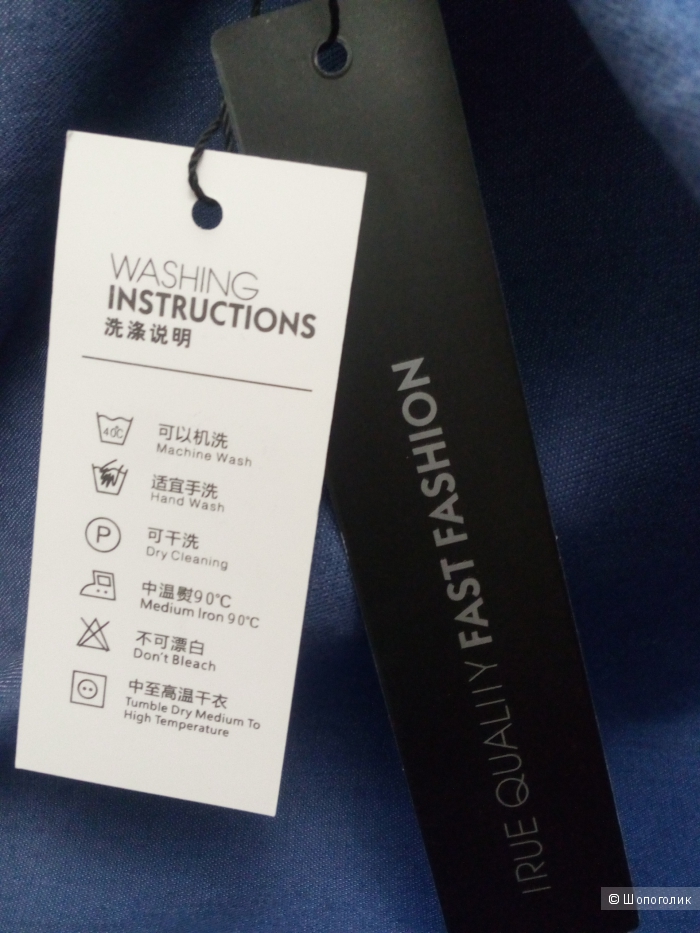 WASHING
INSTRUCTIONS
洗涤说明
40℃
可以机洗
Machine Wash
适宜手洗
Hand Wash
P
可干洗
Dry Cleaning
中温熨90℃
Medium Iron 90℃
不可漂白
Don't Bleach
中至高温干衣
Tumble Dry Medium To
High Temperature
TRUE QUALITY FAST FASHION
© Шопоголик